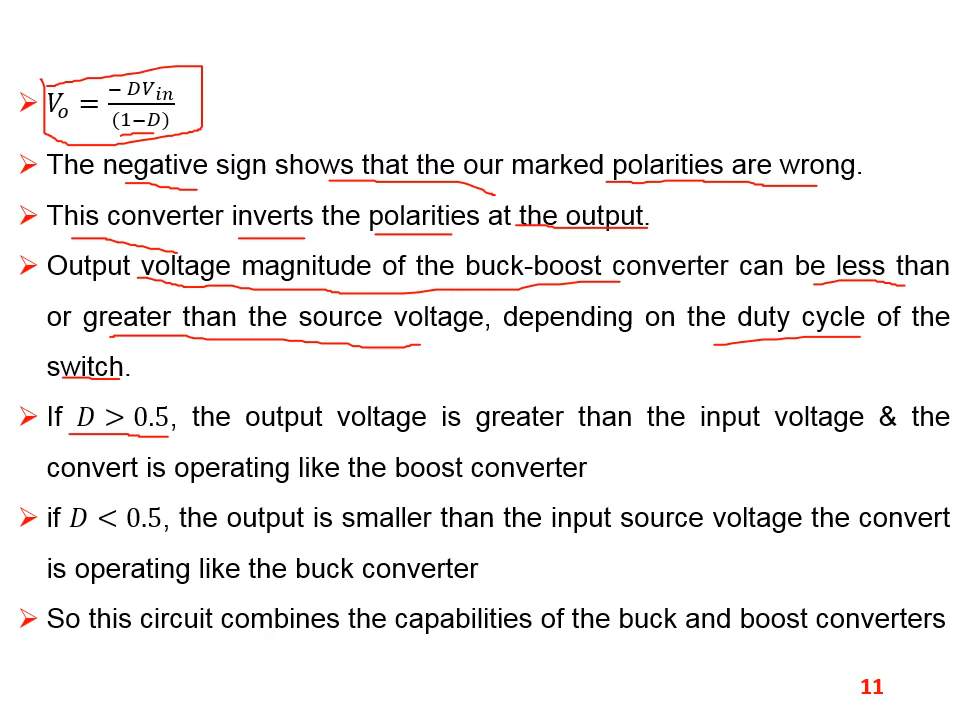 ➢ V_o = − DV_in / (1−D)
➢ The negative sign shows that the our marked polarities are wrong.
➢ This converter inverts the polarities at the output.
➢ Output voltage magnitude of the buck-boost converter can be less than
or greater than the source voltage, depending on the duty cycle of the
switch.
➢ If D > 0.5, the output voltage is greater than the input voltage & the
convert is operating like the boost converter
➢ if D < 0.5, the output is smaller than the input source voltage the convert
is operating like the buck converter
➢ So this circuit combines the capabilities of the buck and boost converters
11